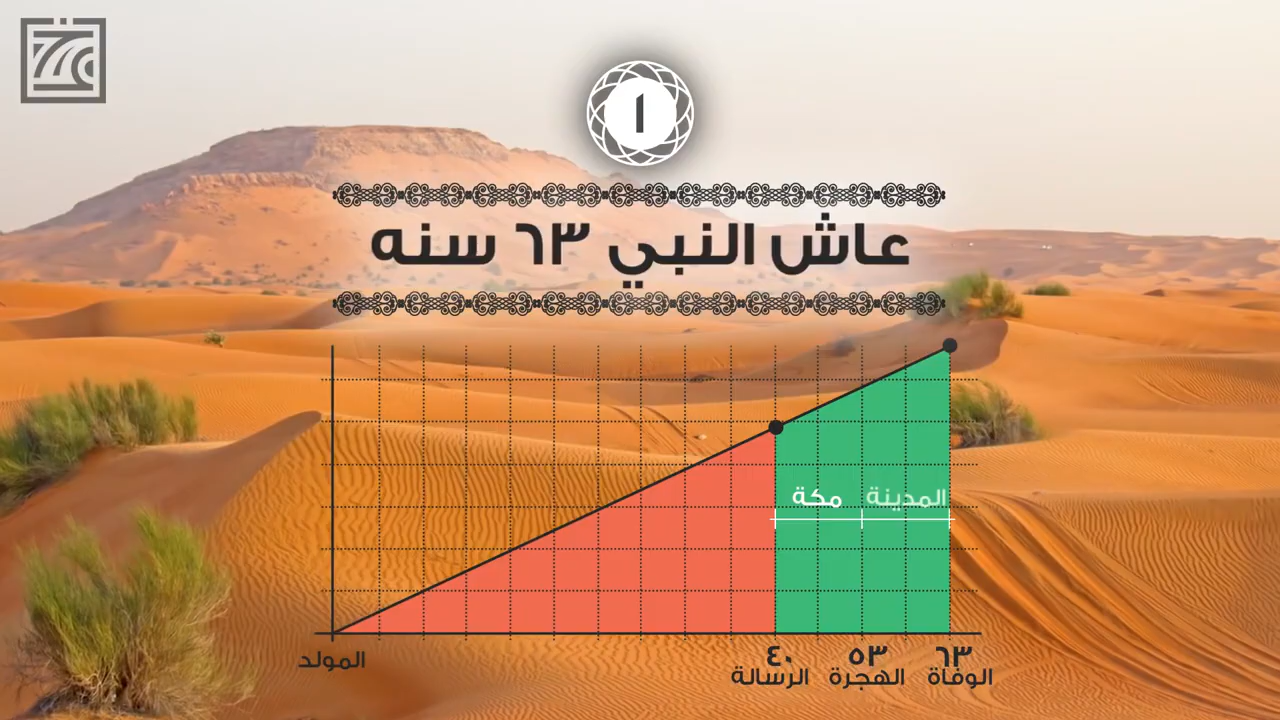 ١
عاش النبي ٦٣ سنه
مكة المدينة
٤٠ ٥٣ ٦٣
المولد الرسالة الهجرة الوفاة